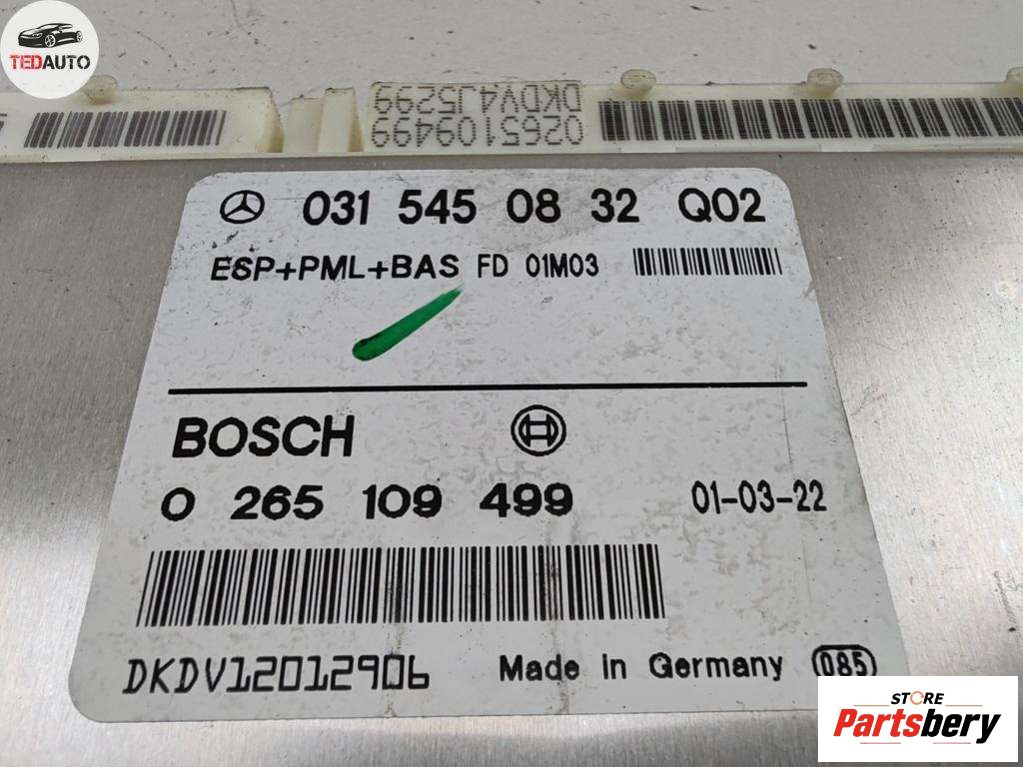 TEDAUTO
0265109499
DKDV4J5299
031 545 08 32 Q02
ESP+PML+BAS FD 01M03
BOSCH
0 265 109 499 01-03-22
DKDV12012906
Made in Germany 085
STORE
Partsbery